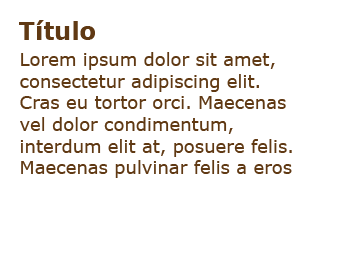 Título
Lorem ipsum dolor sit amet,
consectetur adipiscing elit.
Cras eu tortor orci. Maecenas
vel dolor condimentum,
interdum elit at, posuere felis.
Maecenas pulvinar felis a eros